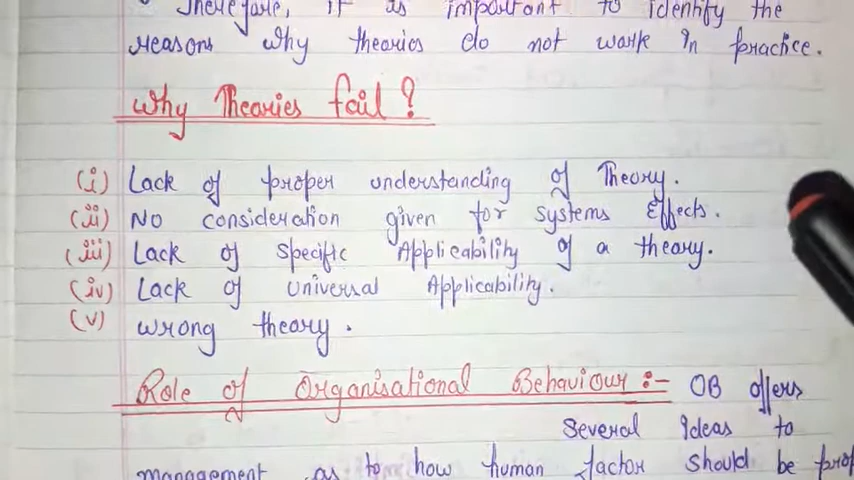 Therefore, it is important to identify the
reasons why theories do not work in practice.
Why Theories fail?
(i) Lack of proper understanding of Theory.
(ii) No consideration given for systems Effects.
(iii) Lack of specific Applicability of a theory.
(iv) Lack of universal Applicability.
(v) wrong theory.
Role of Organisational Behaviour :- OB offers
several ideas to
management as to how human factor should be